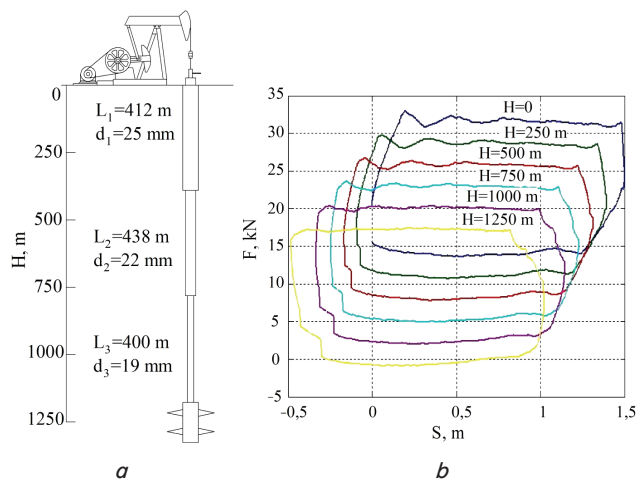 0
250
500
750
1000
1250
H, m
L1=412 m
d1=25 mm
L2=438 m
d2=22 mm
L3=400 m
d3=19 mm
a
35
30
25
20
15
10
5
0
-5
F, kN
H=0
H=250 m
H=500 m
H=750 m
H=1000 m
H=1250 m
-0,5
0
0,5
1
1,5
S, m
b